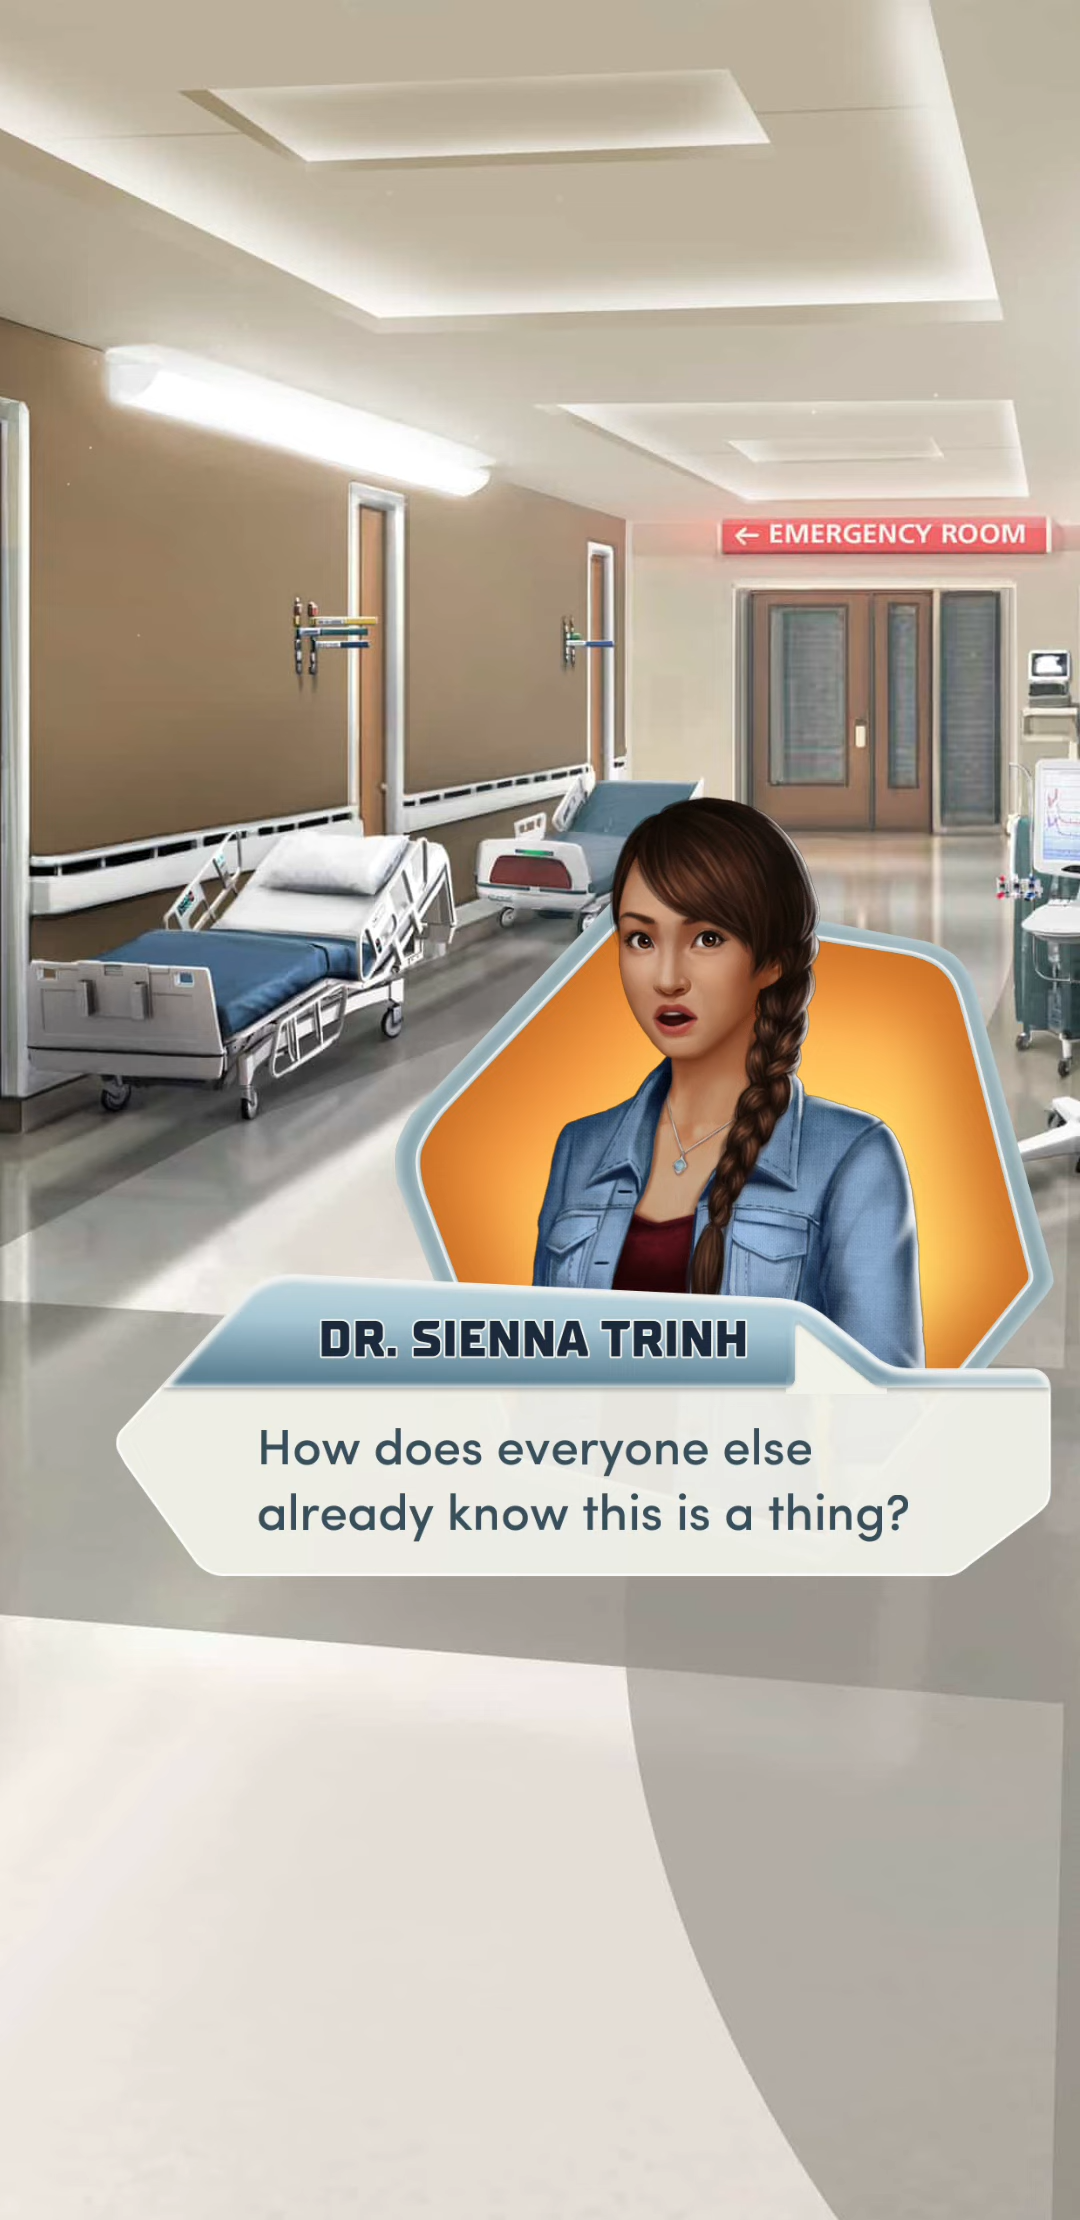 ← EMERGENCY ROOM
DR. SIENNA TRINH
How does everyone else
already know this is a thing?